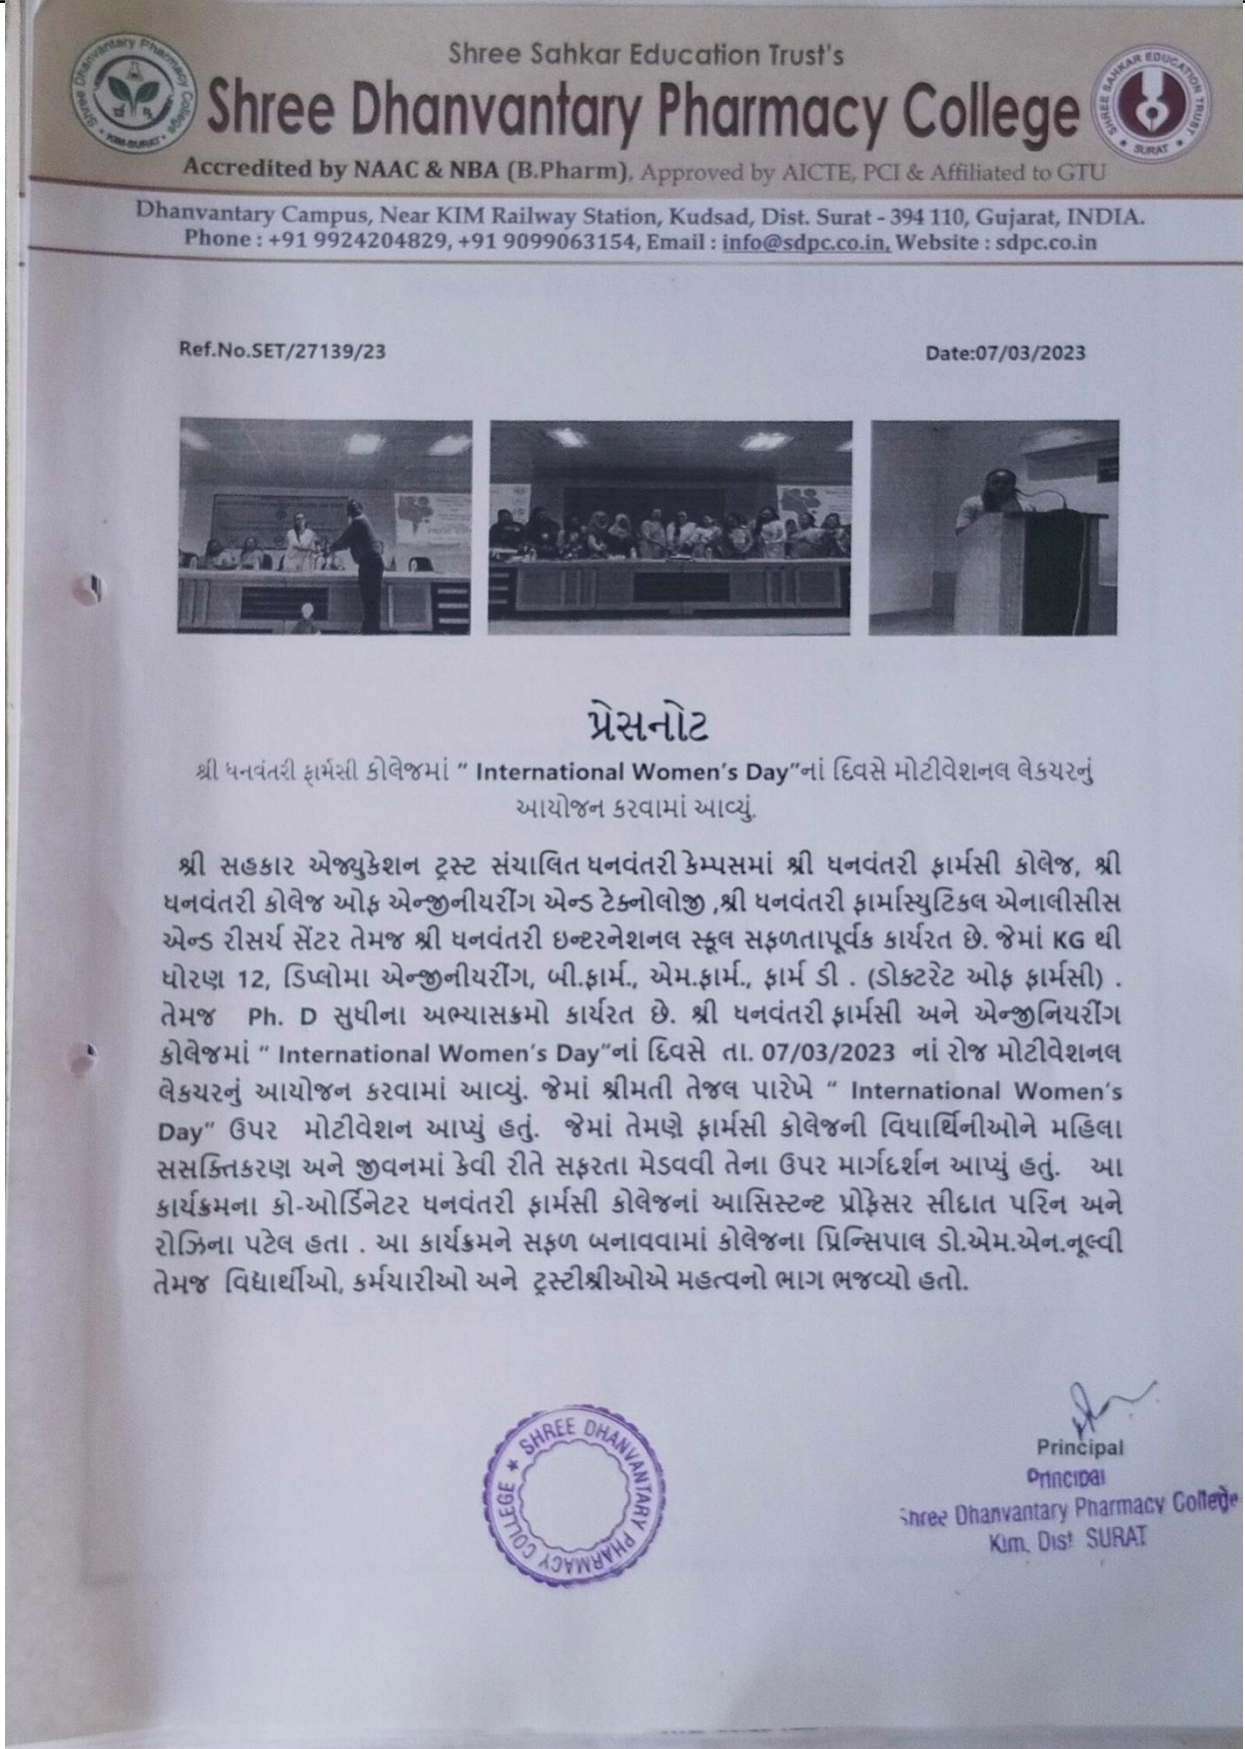 Shree Sahkar Education Trust's
Shree Dhanvantary Pharmacy College
Shree Dhanvantary Pharmacy College
KIM-SURAT
SHREE SAHKAR EDUCATION TRUST
SURAT
Accredited by NAAC & NBA (B.Pharm), Approved by AICTE, PCI & Affiliated to GTU
Dhanvantary Campus, Near KIM Railway Station, Kudsad, Dist. Surat - 394 110, Gujarat, INDIA.
Phone : +91 9924204829, +91 9099063154, Email : info@sdpc.co.in, Website : sdpc.co.in
Ref.No.SET/27139/23
Date:07/03/2023
પ્રેસનોટ
શ્રી ધનવંતરી ફાર્મસી કોલેજમાં “ International Women’s Day”નાં દિવસે મોટીવેશનલ લેકચરનું
આયોજન કરવામાં આવ્યું.
શ્રી સહકાર એજ્યુકેશન ટ્રસ્ટ સંચાલિત ધનવંતરી કેમ્પસમાં શ્રી ધનવંતરી ફાર્મસી કોલેજ, શ્રી
ધનવંતરી કોલેજ ઓફ એન્જીનીયરીંગ એન્ડ ટેક્નોલોજી ,શ્રી ધનવંતરી ફાર્માસ્યુટિકલ એનાલીસીસ
એન્ડ રીસર્ચ સેંટર તેમજ શ્રી ધનવંતરી ઇન્ટરનેશનલ સ્કૂલ સફળતાપૂર્વક કાર્યરત છે. જેમાં KG થી
ધોરણ 12, ડિપ્લોમા એન્જીનીયરીંગ, બી.ફાર્મ., એમ.ફાર્મ., ફાર્મ ડી . (ડોક્ટરેટ ઓફ ફાર્મસી) .
તેમજ Ph. D સુધીના અભ્યાસક્રમો કાર્યરત છે. શ્રી ધનવંતરી ફાર્મસી અને એન્જીનિયરીંગ
કોલેજમાં “ International Women’s Day”નાં દિવસે તા. 07/03/2023 નાં રોજ મોટીવેશનલ
લેકચરનું આયોજન કરવામાં આવ્યું. જેમાં શ્રીમતી તેજલ પારેખે “ International Women’s
Day” ઉપર મોટીવેશન આપ્યું હતું. જેમાં તેમણે ફાર્મસી કોલેજની વિધાર્થિનીઓને મહિલા
સસક્તિકરણ અને જીવનમાં કેવી રીતે સફરતા મેડવવી તેના ઉપર માર્ગદર્શન આપ્યું હતું. આ
કાર્યક્રમના કો-ઓર્ડિનેટર ધનવંતરી ફાર્મસી કોલેજનાં આસિસ્ટન્ટ પ્રોફેસર સીદાત પરિન અને
રોઝિના પટેલ હતા . આ કાર્યક્રમને સફળ બનાવવામાં કોલેજના પ્રિન્સિપાલ ડો.એમ.એન.નૂલ્વી
તેમજ વિદ્યાર્થીઓ, કર્મચારીઓ અને ટ્રસ્ટીશ્રીઓએ મહત્વનો ભાગ ભજવ્યો હતો.
SHREE DHANVANTARY PHARMACY COLLEGE
Principal
Principal
Shree Dhanvantary Pharmacy College
Kim, Dist SURAT